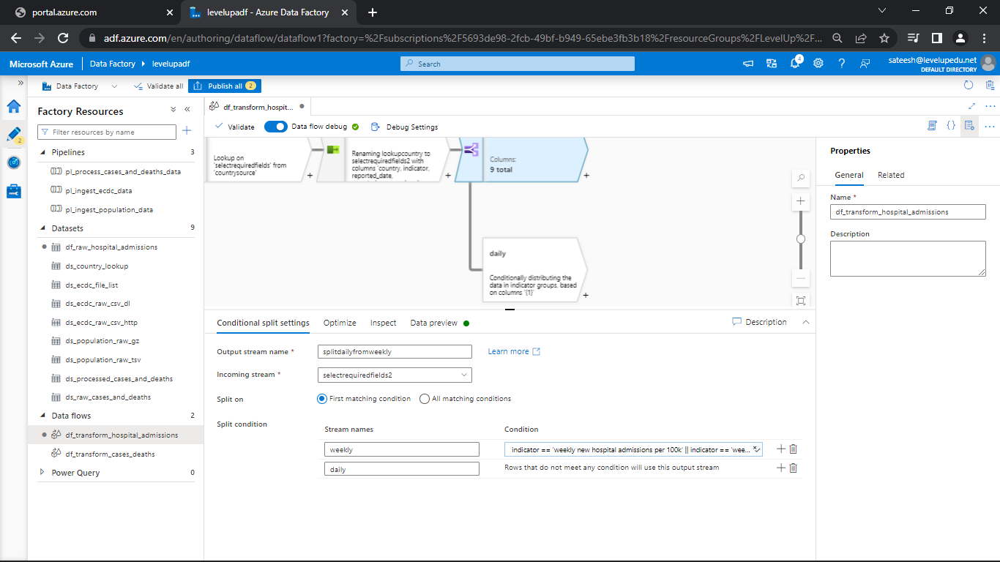 portal.azure.com
levelupadf - Azure Data Factory
adf.azure.com/en/authoring/dataflow/dataflow1?factory=%2Fsubscriptions%2F5693de98-2fcb-49bf-b949-65ebe3fb3b18%2FresourceGroups%2FLevelUp%2F...
Microsoft Azure
Data Factory
levelupadf
Search
4
sateesh@levelupedu.net
DEFAULT DIRECTORY
Data Factory
Validate all
Publish all 2
2
Factory Resources
Filter resources by name
Pipelines 3
pl_process_cases_and_deaths_data
pl_ingest_ecdc_data
pl_ingest_population_data
Datasets 9
df_raw_hospital_admissions
ds_country_lookup
ds_ecdc_file_list
ds_ecdc_raw_csv_dl
ds_ecdc_raw_csv_http
ds_population_raw_gz
ds_population_raw_tsv
ds_processed_cases_and_deaths
ds_raw_cases_and_deaths
Data flows 2
df_transform_hospital_admissions
df_transform_cases_deaths
Power Query 0
df_transform_hospit...
Validate
Data flow debug
Debug Settings
Lookup on
'selectrequiredfields' from
'countrysource'
Renaming lookupcountry to
selectrequiredfields2 with
columns 'country, indicator,
reported_date,
Columns:
9 total
daily
Conditionally distributing the
data in indicator groups, based
on columns '{1}'
Conditional split settings
Optimize
Inspect
Data preview
Description
Output stream name *
splitdailyfromweekly
Learn more
Incoming stream *
selectrequiredfields2
Split on
First matching condition
All matching conditions
Split condition
Stream names
Condition
weekly
indicator == 'weekly new hospital admissions per 100k' || indicator == 'wee...
daily
Rows that do not meet any condition will use this output stream
Properties
General
Related
Name *
df_transform_hospital_admissions
Description